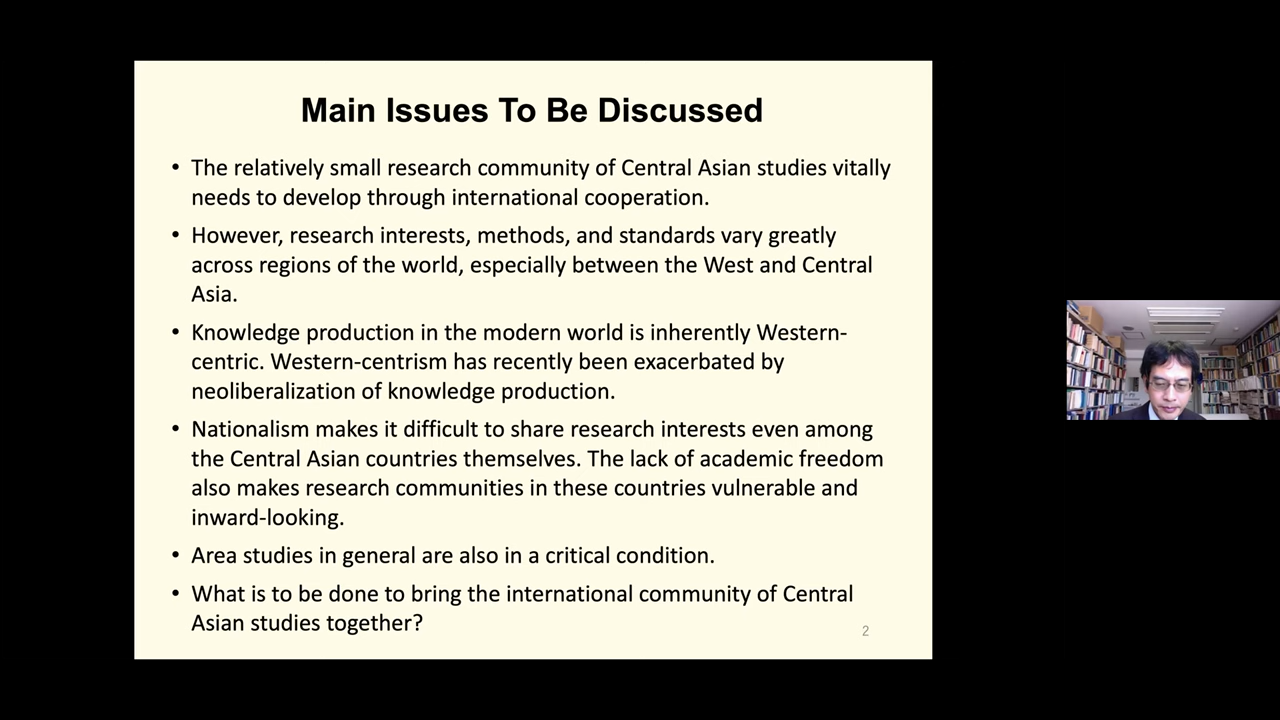 Main Issues To Be Discussed
• The relatively small research community of Central Asian studies vitally
needs to develop through international cooperation.
• However, research interests, methods, and standards vary greatly
across regions of the world, especially between the West and Central
Asia.
• Knowledge production in the modern world is inherently Western-
centric. Western-centrism has recently been exacerbated by
neoliberalization of knowledge production.
• Nationalism makes it difficult to share research interests even among
the Central Asian countries themselves. The lack of academic freedom
also makes research communities in these countries vulnerable and
inward-looking.
• Area studies in general are also in a critical condition.
• What is to be done to bring the international community of Central
Asian studies together?
2